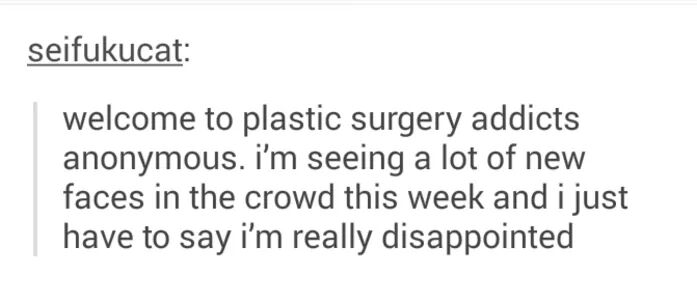 seifukucat:
welcome to plastic surgery addicts
anonymous. i'm seeing a lot of new
faces in the crowd this week and i just
have to say i'm really disappointed